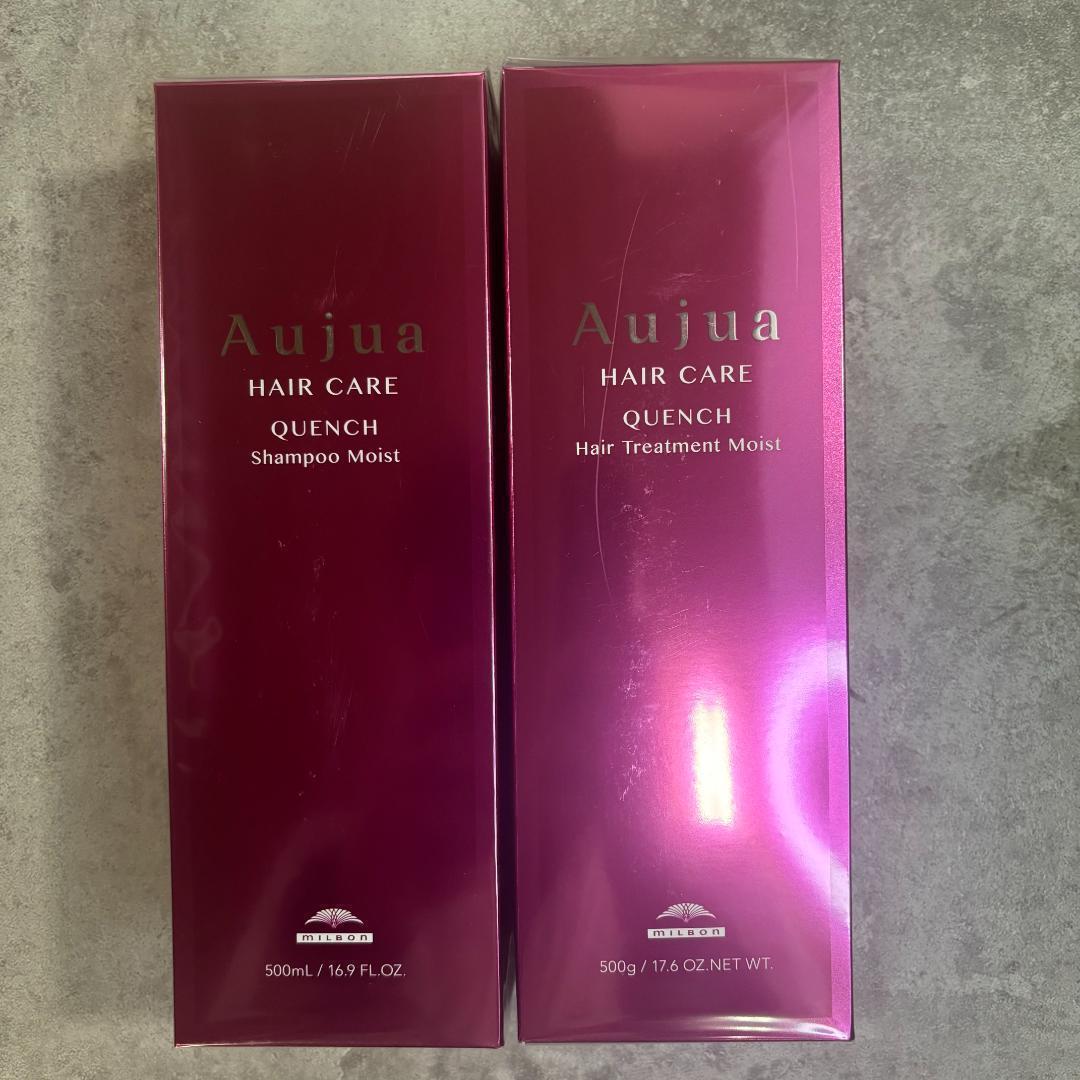 Aujua
HAIR CARE
QUENCH
Shampoo Moist
MILBON
500mL / 16.9 FL.OZ.
Aujua
HAIR CARE
QUENCH
Hair Treatment Moist
MILBON
500g / 17.6 OZ.NET WT.